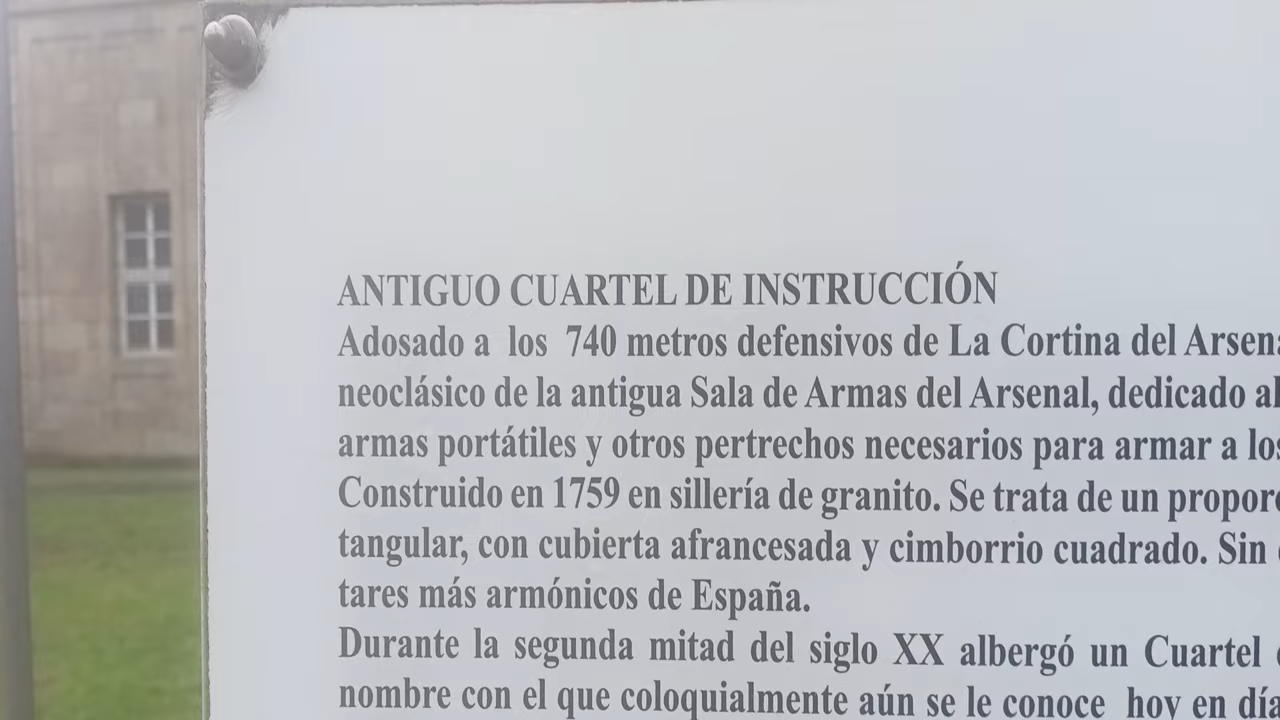 ANTIGUO CUARTEL DE INSTRUCCIÓN
Adosado a los 740 metros defensivos de La Cortina del
neoclásico de la antigua Sala de Armas del Arsenal, dedicado
armas portátiles y otros pertrechos necesarios para armar a
Construido en 1759 en sillería de granito. Se trata de un
tangular, con cubierta afrancesada y cimborrio cuadrado. Sin
tares más armónicos de España.
Durante la segunda mitad del siglo XX albergó un Cuartel
nombre con el que coloquialmente aún se le conoce hoy en día